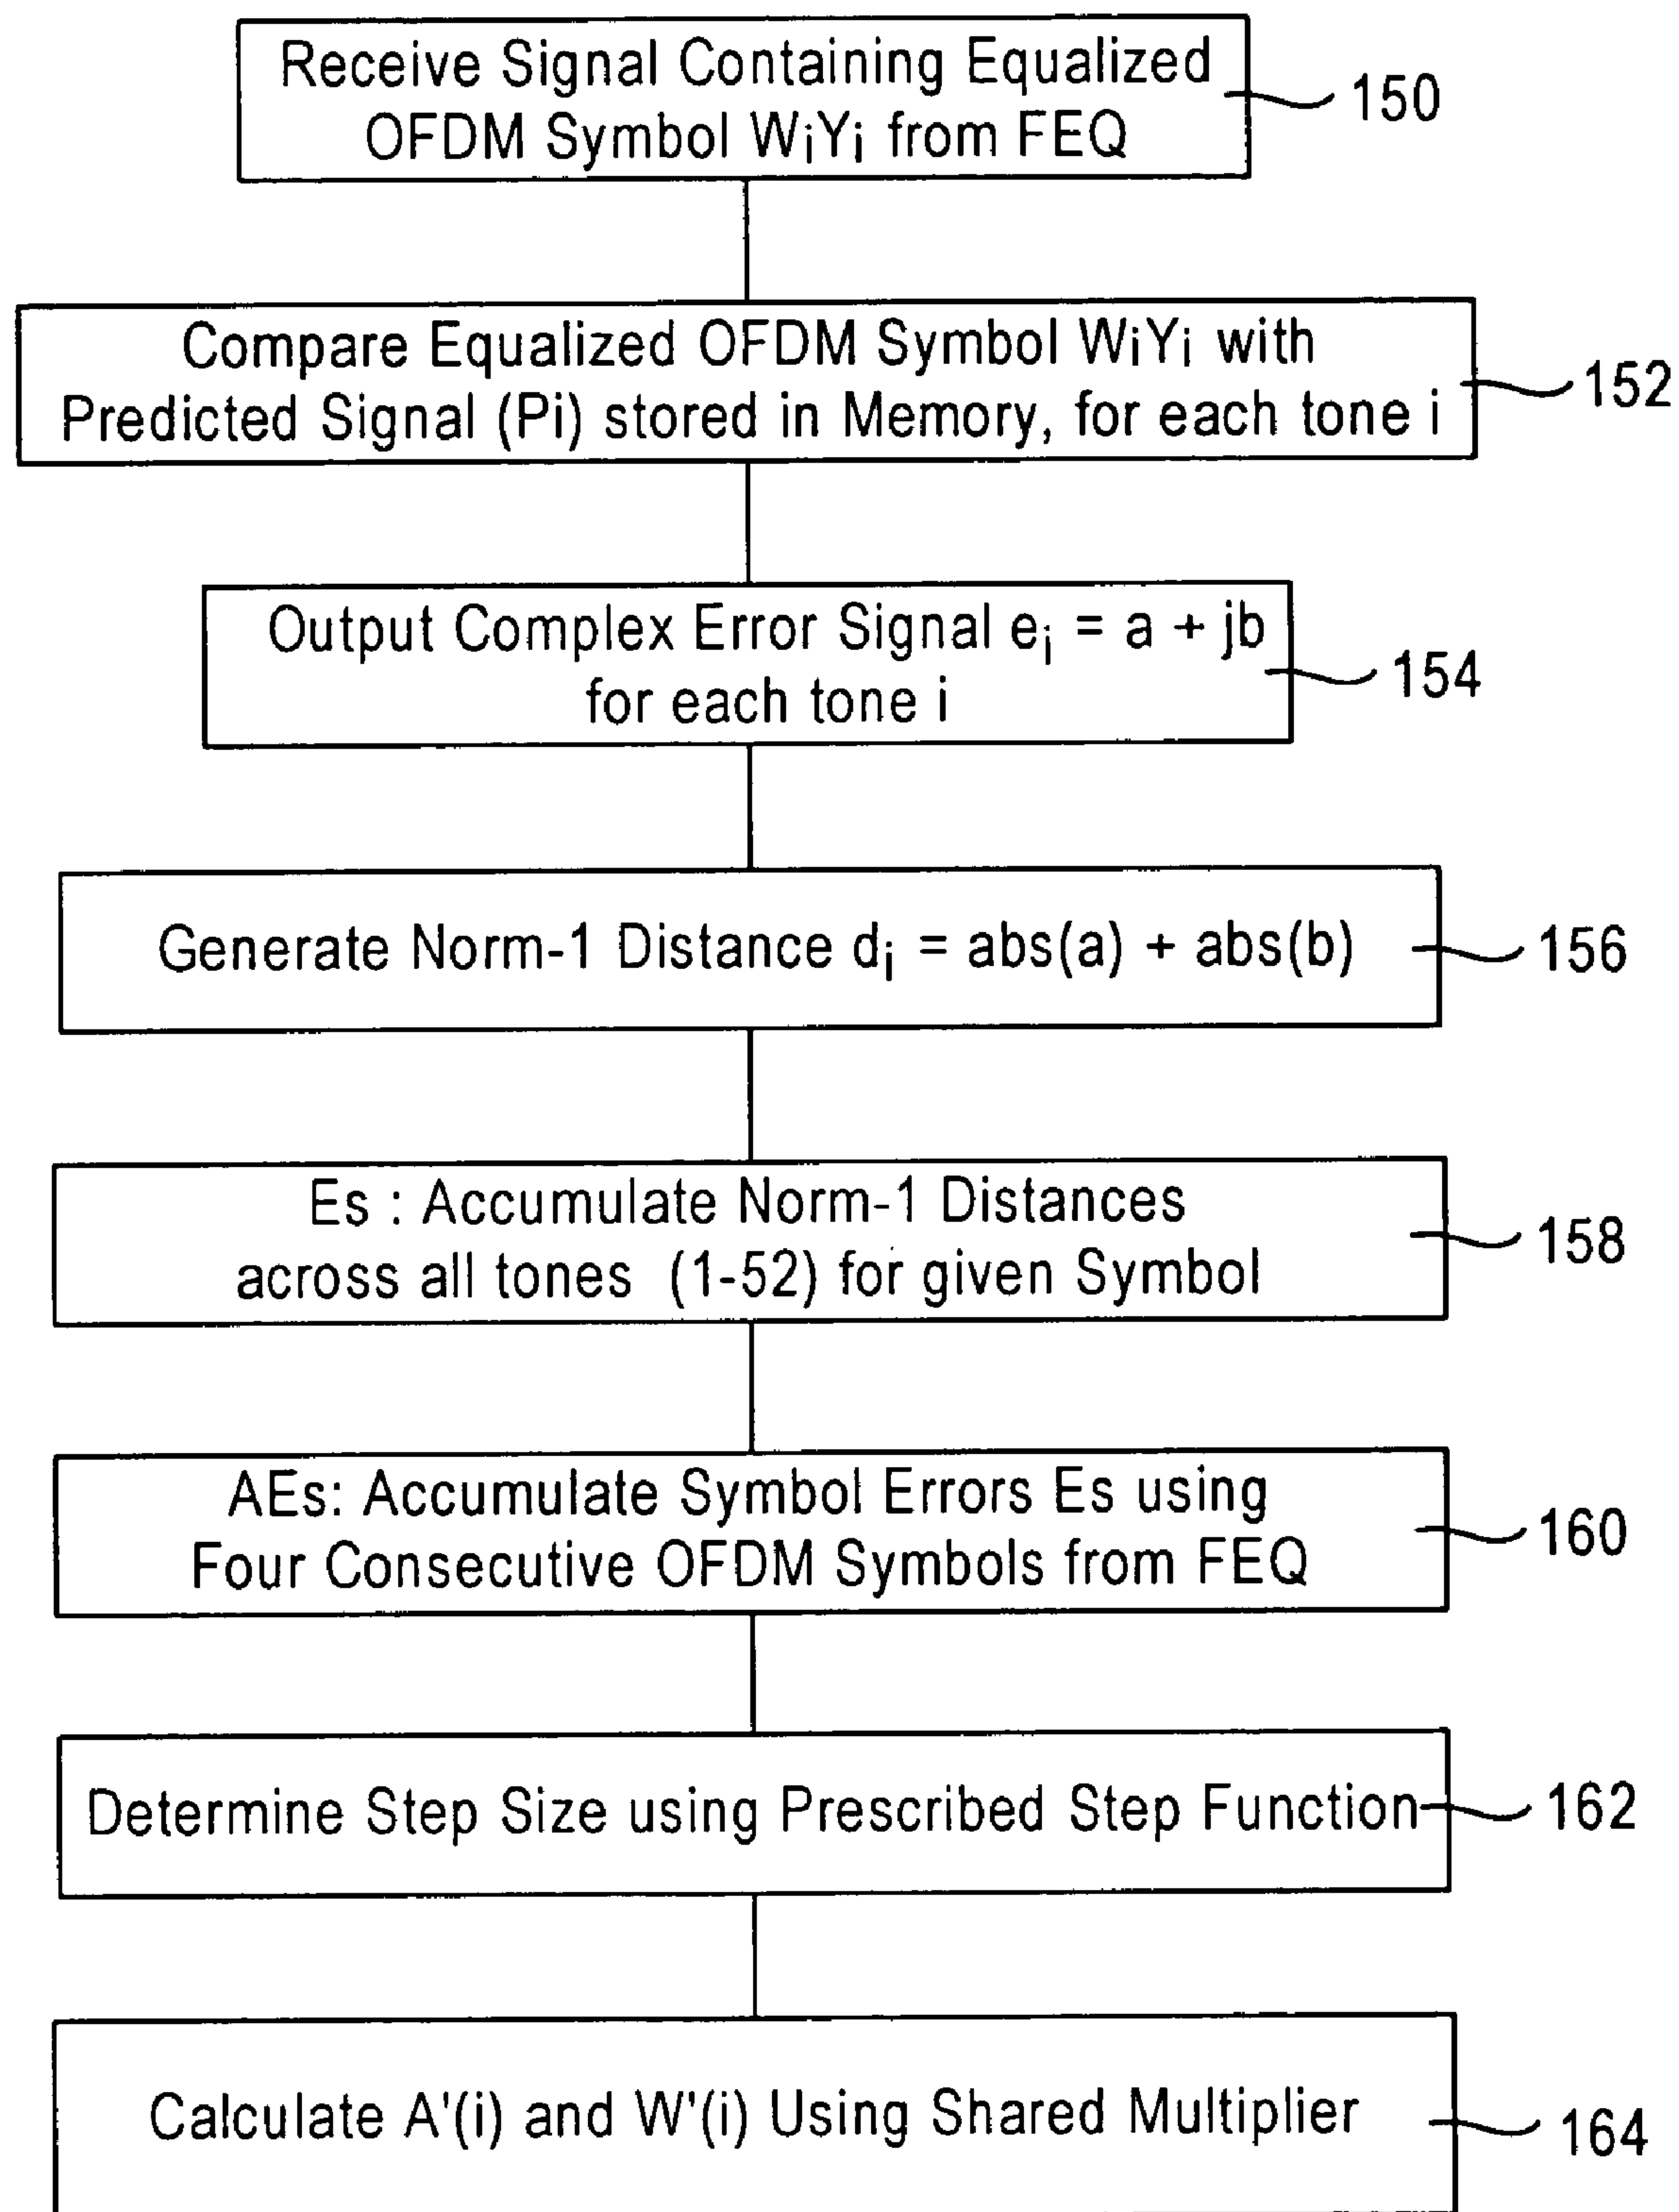 Receive Signal Containing Equalized
OFDM Symbol WiYi from FEQ
150
Compare Equalized OFDM Symbol WiYi with
Predicted Signal (Pi) stored in Memory, for each tone i
152
Output Complex Error Signal ei = a + jb
for each tone i
154
Generate Norm-1 Distance di = abs(a) + abs(b)
156
Es : Accumulate Norm-1 Distances
across all tones (1-52) for given Symbol
158
AEs: Accumulate Symbol Errors Es using
Four Consecutive OFDM Symbols from FEQ
160
Determine Step Size using Prescribed Step Function
162
Calculate A'(i) and W'(i) Using Shared Multiplier
164